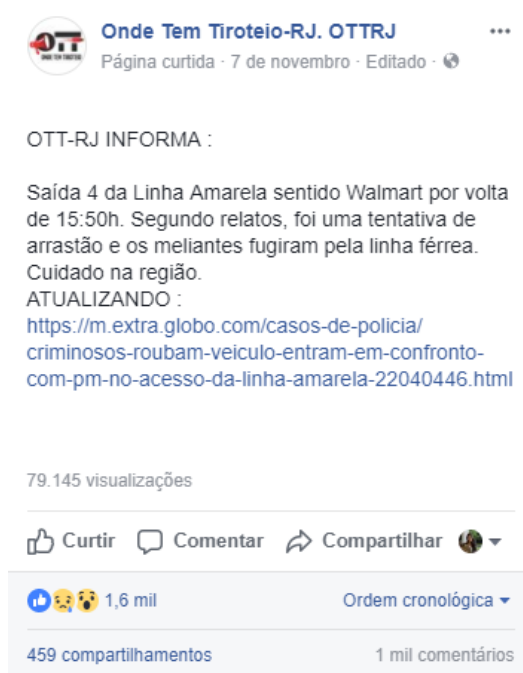 OTT
ONDE TEM TIROTEIO
Onde Tem Tiroteio-RJ. OTTRJ
Página curtida · 7 de novembro · Editado ·
OTT-RJ INFORMA :
Saída 4 da Linha Amarela sentido Walmart por volta
de 15:50h. Segundo relatos, foi uma tentativa de
arrastão e os meliantes fugiram pela linha férrea.
Cuidado na região.
ATUALIZANDO :
https://m.extra.globo.com/casos-de-policia/
criminosos-roubam-veiculo-entram-em-confronto-
com-pm-no-acesso-da-linha-amarela-22040446.html
79.145 visualizações
Curtir Comentar Compartilhar
1,6 mil Ordem cronológica
459 compartilhamentos 1 mil comentários